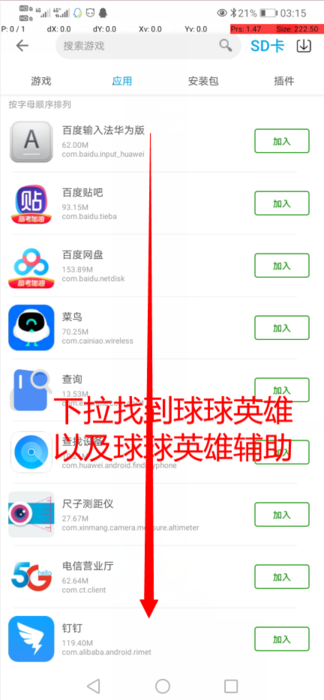 21% 03:15
P: 0 / 1 dX: 0.0 dY: 0.0 Xv: 0.0 Yv: 0.0 Prs: 1.47 Size: 222.50
搜索游戏 SD卡
游戏 应用 安装包 插件
按字母顺序排列
百度输入法华为版
62.00M
com.baidu.input_huawei
加入
百度贴吧
93.15M
com.baidu.tieba
加入
百度网盘
153.89M
com.baidu.netdisk
加入
菜鸟
70.25M
com.cainiao.wireless
加入
查询
13.53M
加入
下拉找到球球英雄
以及球球英雄辅助
查找设备
com.huawei.android.findmyphone
加入
尺子测距仪
27.67M
com.xinmang.camera.measure.altimeter
加入
电信营业厅
62.64M
com.ct.client
加入
钉钉
119.40M
com.alibaba.android.rimet
加入